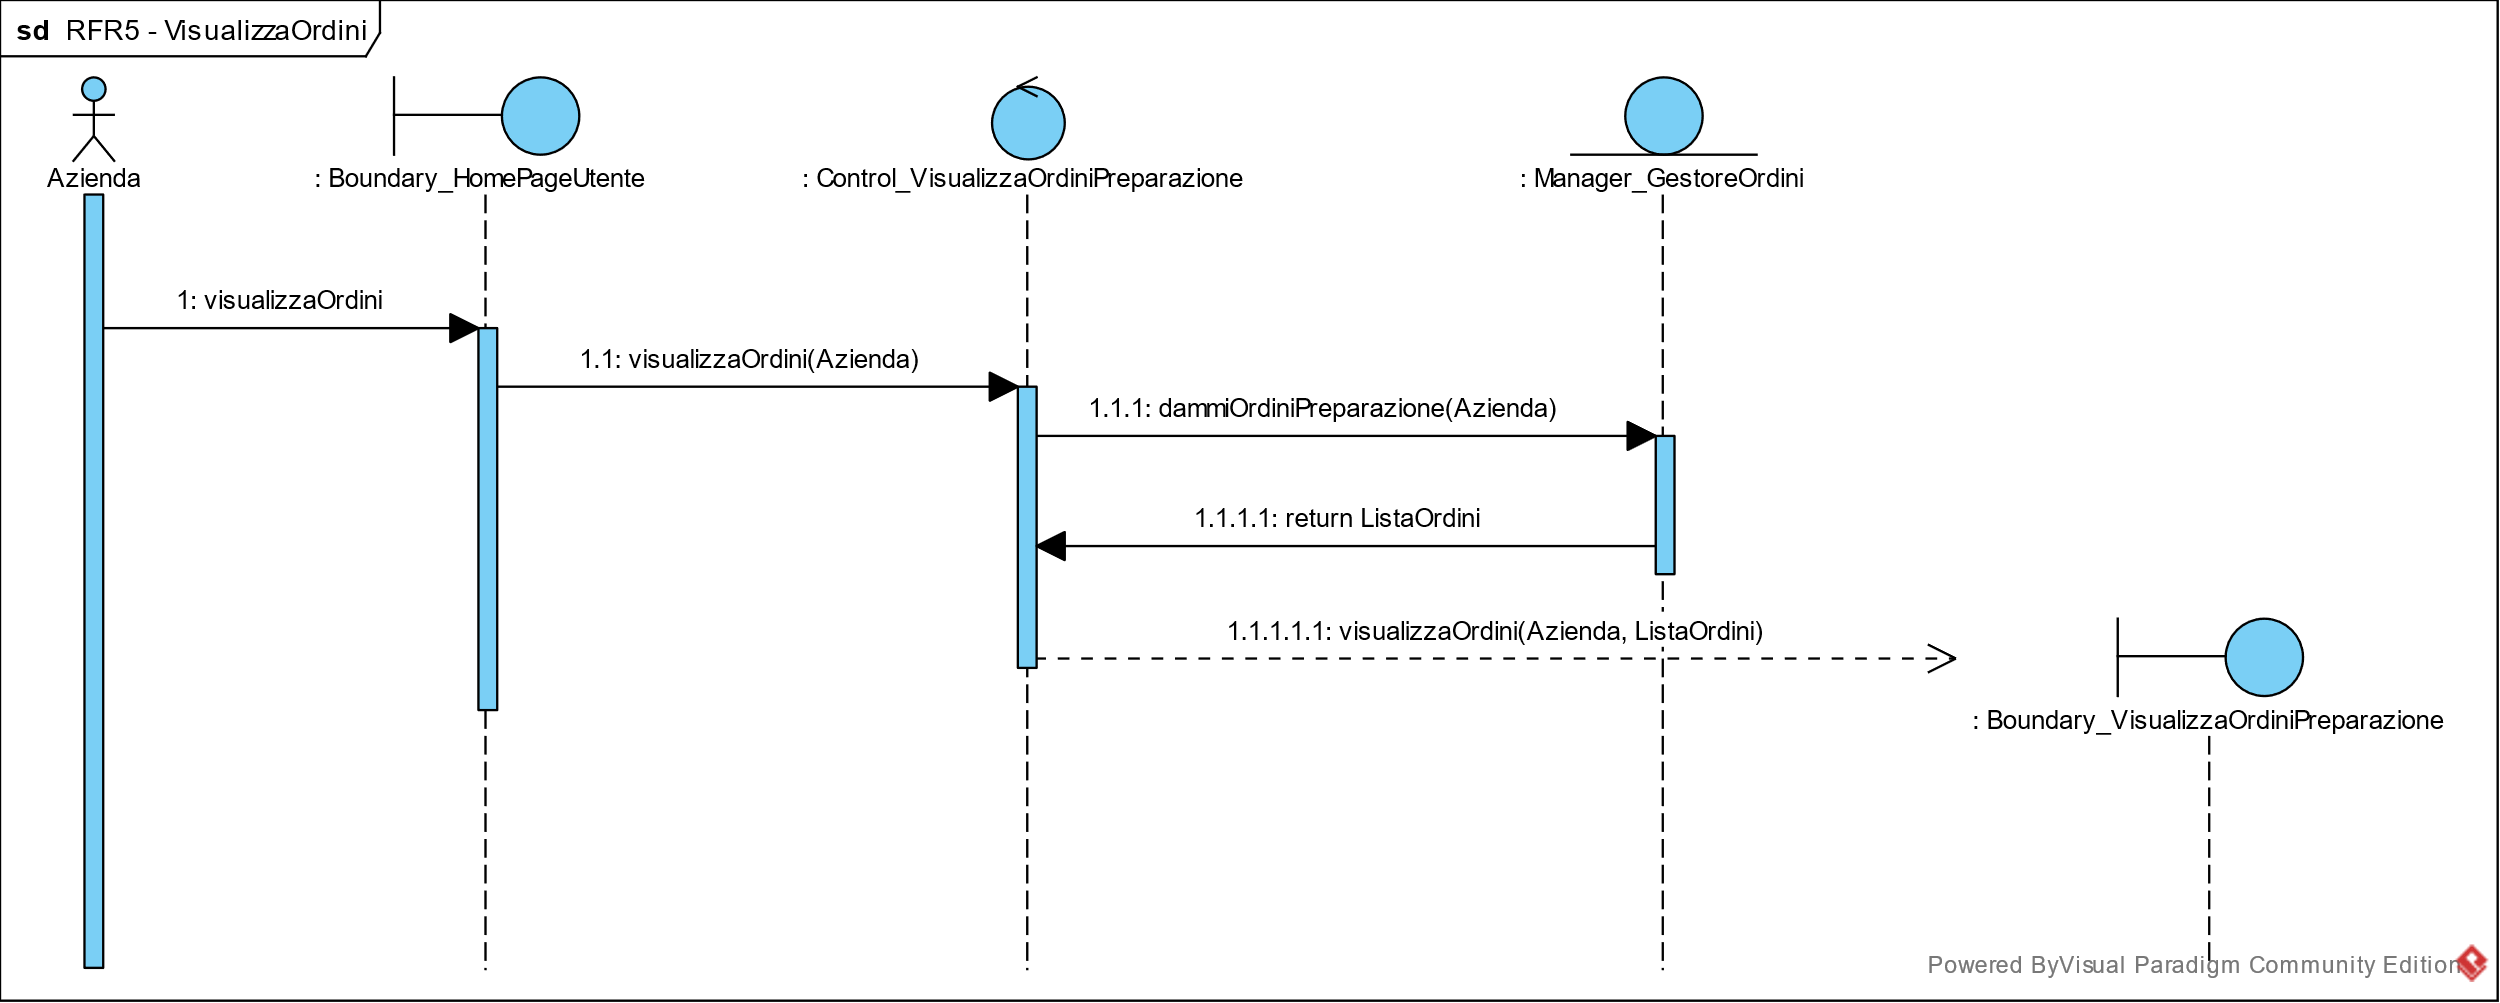 sd RFR5 - VisualizzaOrdini
Azienda
: Boundary_HomePageUtente
: Control_VisualizzaOrdiniPreparazione
: Manager_GestoreOrdini
1: visualizzaOrdini
1.1: visualizzaOrdini(Azienda)
1.1.1: dammiOrdiniPreparazione(Azienda)
1.1.1.1: return ListaOrdini
1.1.1.1.1: visualizzaOrdini(Azienda, ListaOrdini)
: Boundary_VisualizzaOrdiniPreparazione
Powered ByVisual Paradigm Community Edition